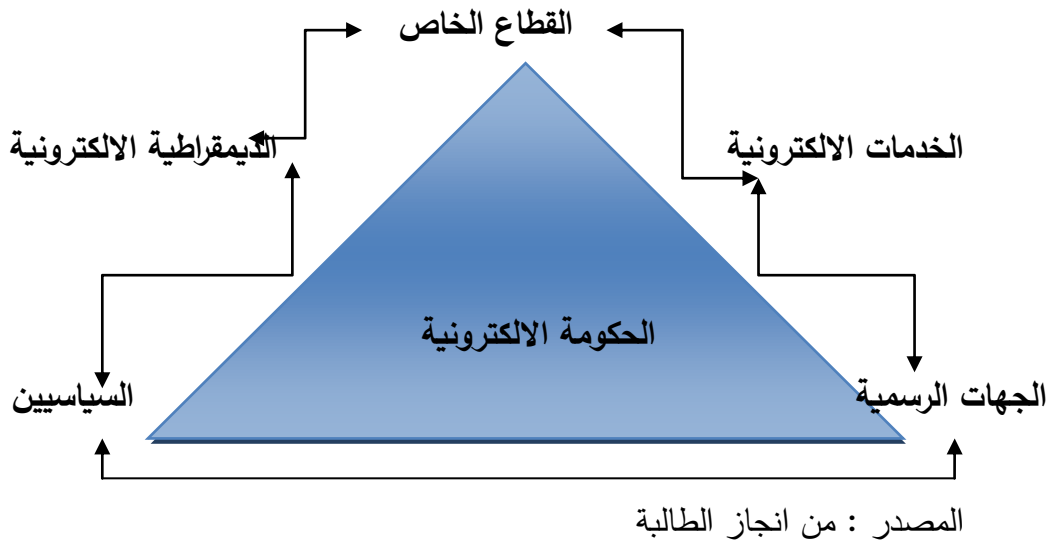 القطاع الخاص
الخدمات الالكترونية
الديمقراطية الالكترونية
الحكومة الالكترونية
الجهات الرسمية
السياسيين
المصدر : من انجاز الطالبة